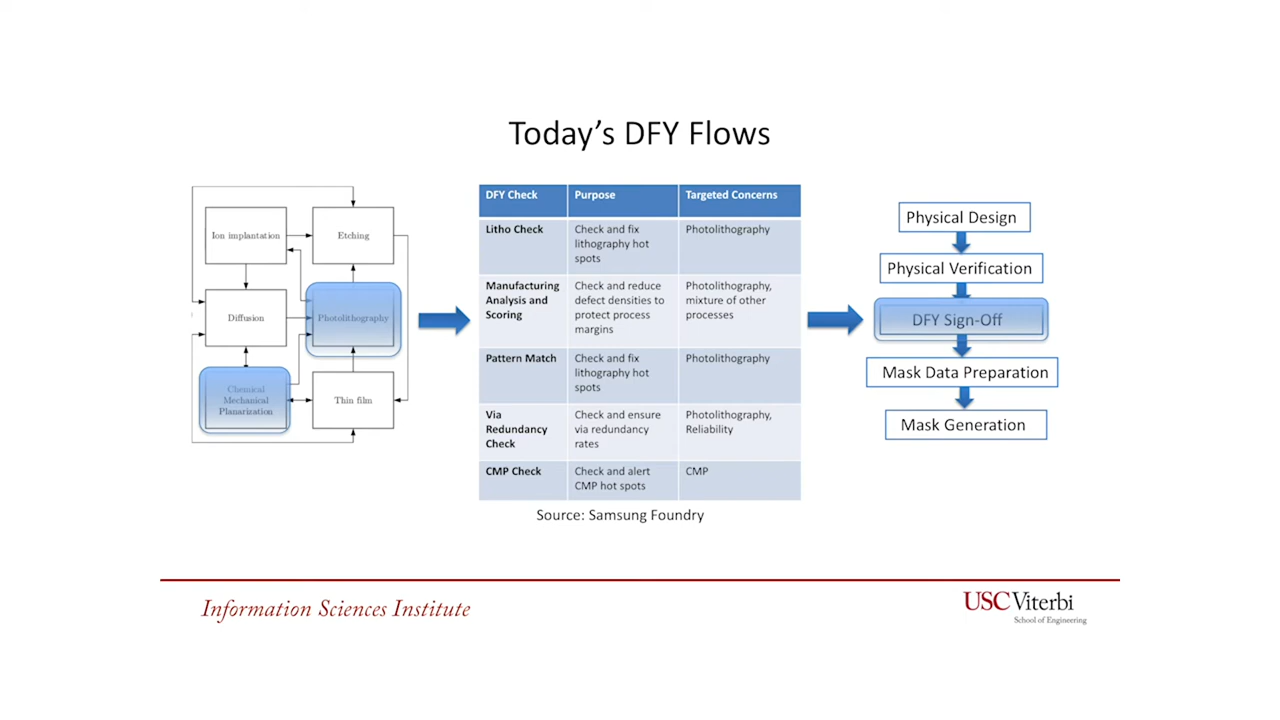 Today's DFY Flows
Ion implantation
Etching
Diffusion
Photolithography
Chemical
Mechanical
Planarization
Thin film
DFY Check
Purpose
Targeted Concerns
Litho Check
Check and fix
lithography hot
spots
Photolithography
Manufacturing
Analysis and
Scoring
Check and reduce
defect densities to
protect process
margins
Photolithography,
mixture of other
processes
Pattern Match
Check and fix
lithography hot
spots
Photolithography
Via
Redundancy
Check
Check and ensure
via redundancy
rates
Photolithography,
Reliability
CMP Check
Check and alert
CMP hot spots
CMP
Source: Samsung Foundry
Physical Design
Physical Verification
DFY Sign-Off
Mask Data Preparation
Mask Generation
Information Sciences Institute
USC Viterbi
School of Engineering